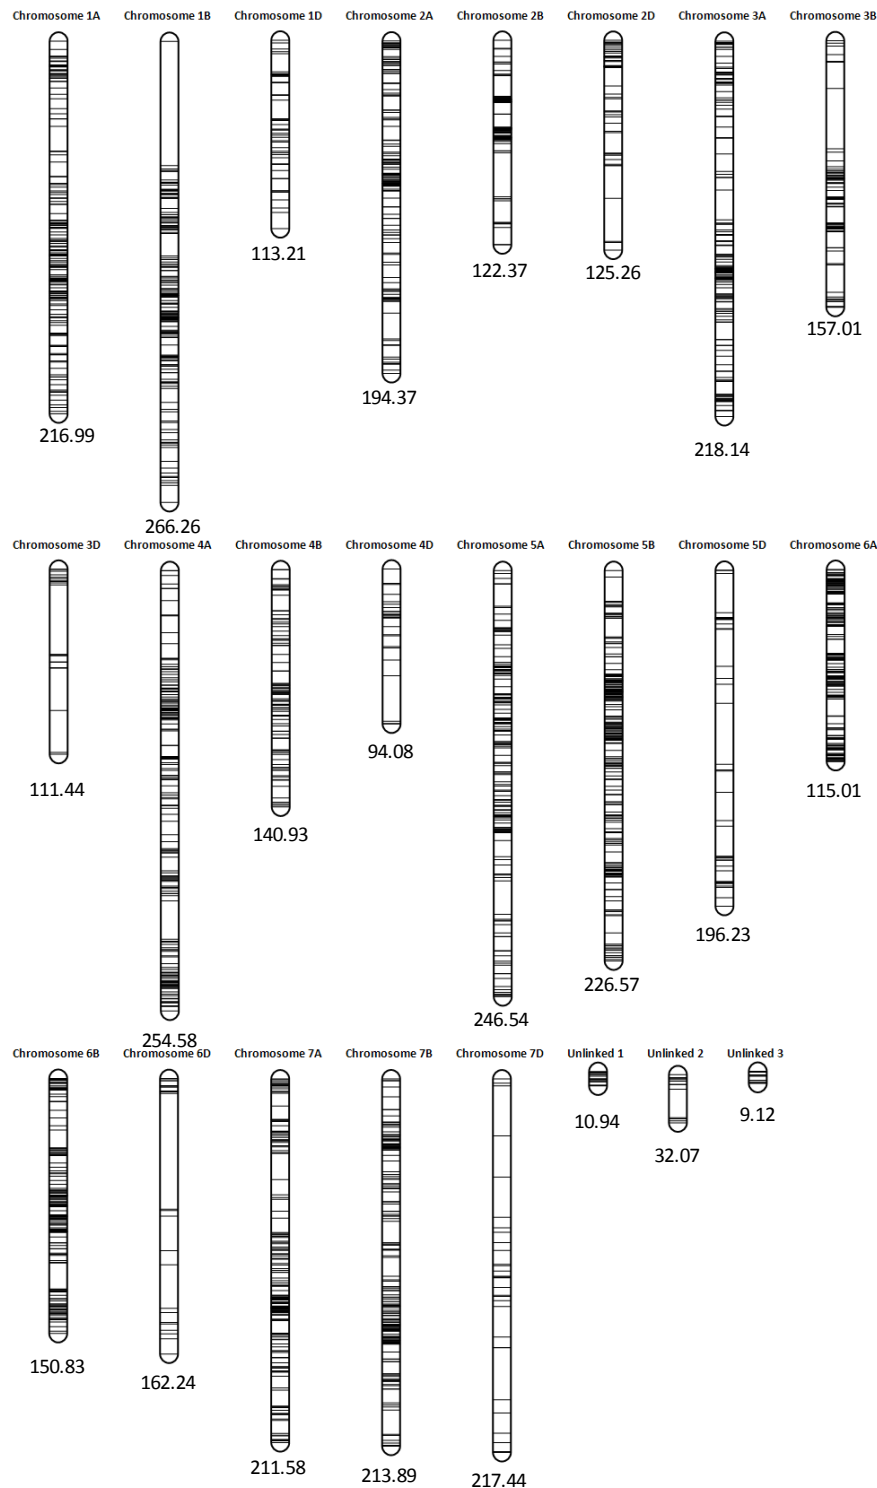 Chromosome 1A Chromosome 1B Chromosome 1D Chromosome 2A Chromosome 2B Chromosome 2D Chromosome 3A Chromosome 3B
216.99 266.26 113.21 194.37 122.37 125.26 218.14 157.01
Chromosome 3D Chromosome 4A Chromosome 4B Chromosome 4D Chromosome 5A Chromosome 5B Chromosome 5D Chromosome 6A
111.44 254.58 140.93 94.08 246.54 226.57 196.23 115.01
Chromosome 6B Chromosome 6D Chromosome 7A Chromosome 7B Chromosome 7D Unlinked 1 Unlinked 2 Unlinked 3
150.83 162.24 211.58 213.89 217.44 10.94 32.07 9.12